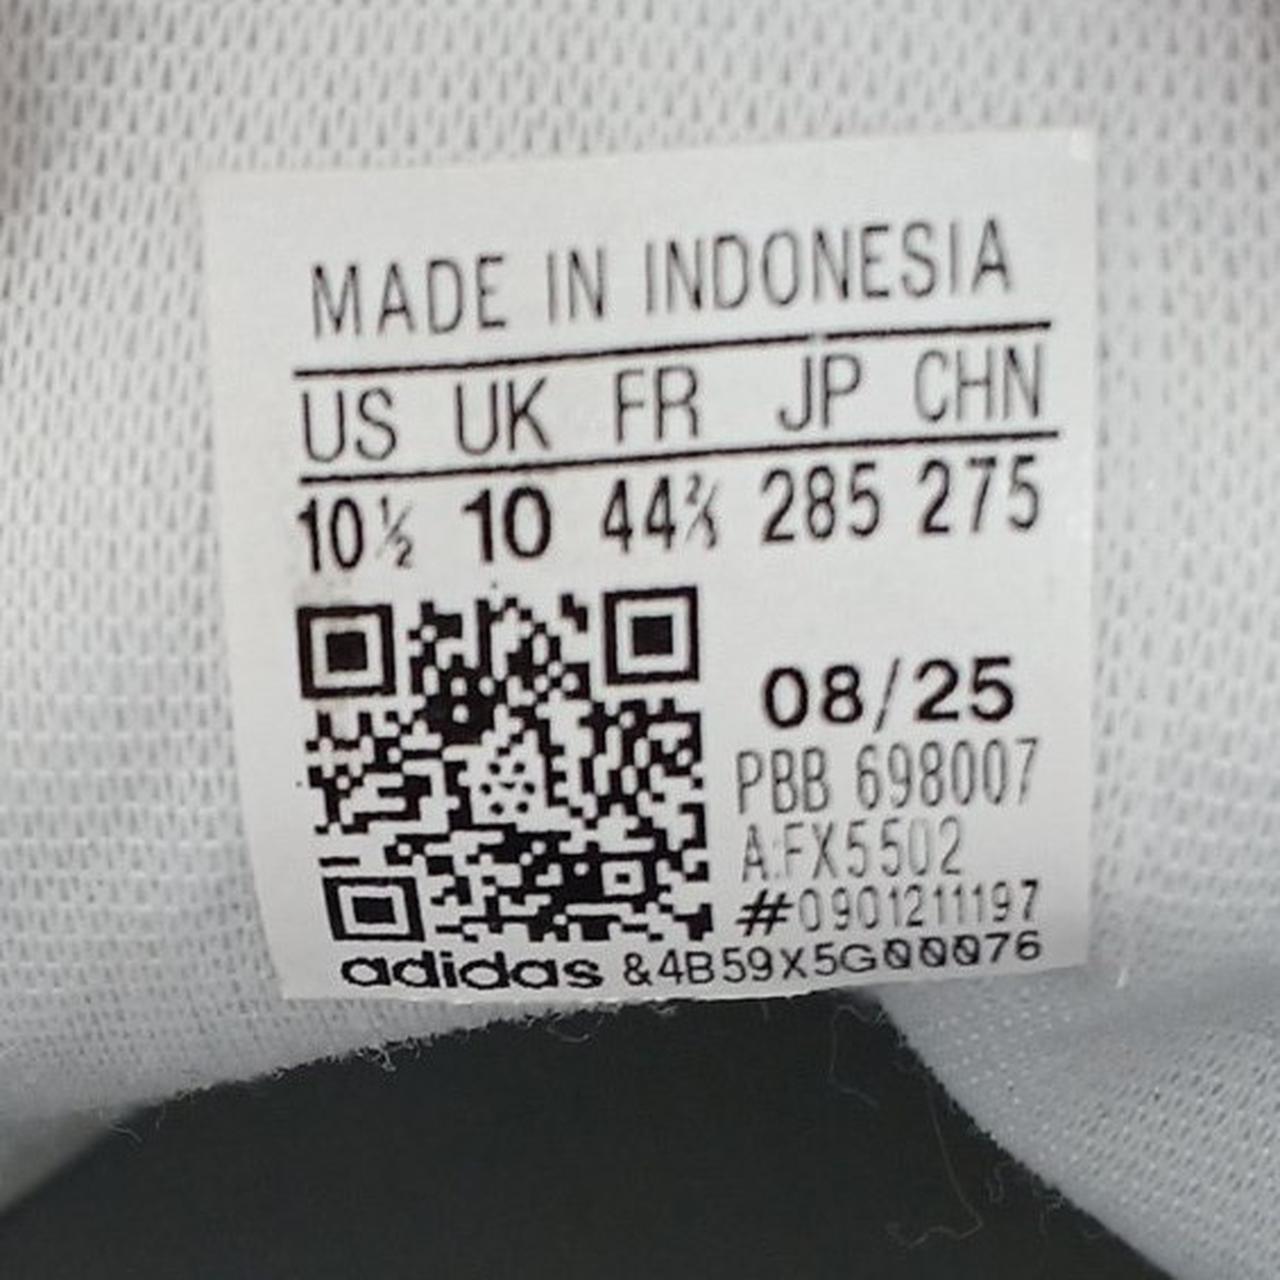 MADE IN INDONESIA
US UK FR JP CHN
10½ 10 44⅔ 285 275
08/25
PBB 698007
A:FX5502
#0901211197
adidas &4B59X5G00076